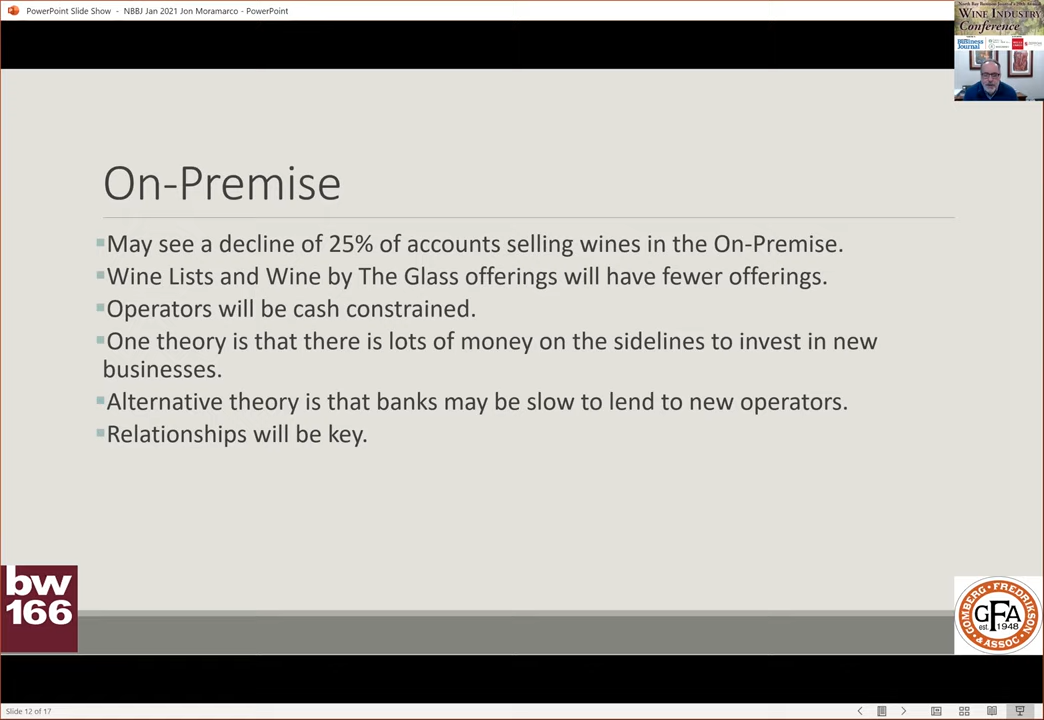 PowerPoint Slide Show - NBBJ Jan 2021 Jon Moramarco - PowerPoint
WINE INDUSTRY
Conference
Business
Journal
On-Premise
May see a decline of 25% of accounts selling wines in the On-Premise.
Wine Lists and Wine by The Glass offerings will have fewer offerings.
Operators will be cash constrained.
One theory is that there is lots of money on the sidelines to invest in new
businesses.
Alternative theory is that banks may be slow to lend to new operators.
Relationships will be key.
bw
166
GOMBERG · FREDRIKSON
& ASSOC
GFA
est. 1948
Slide 12 of 17